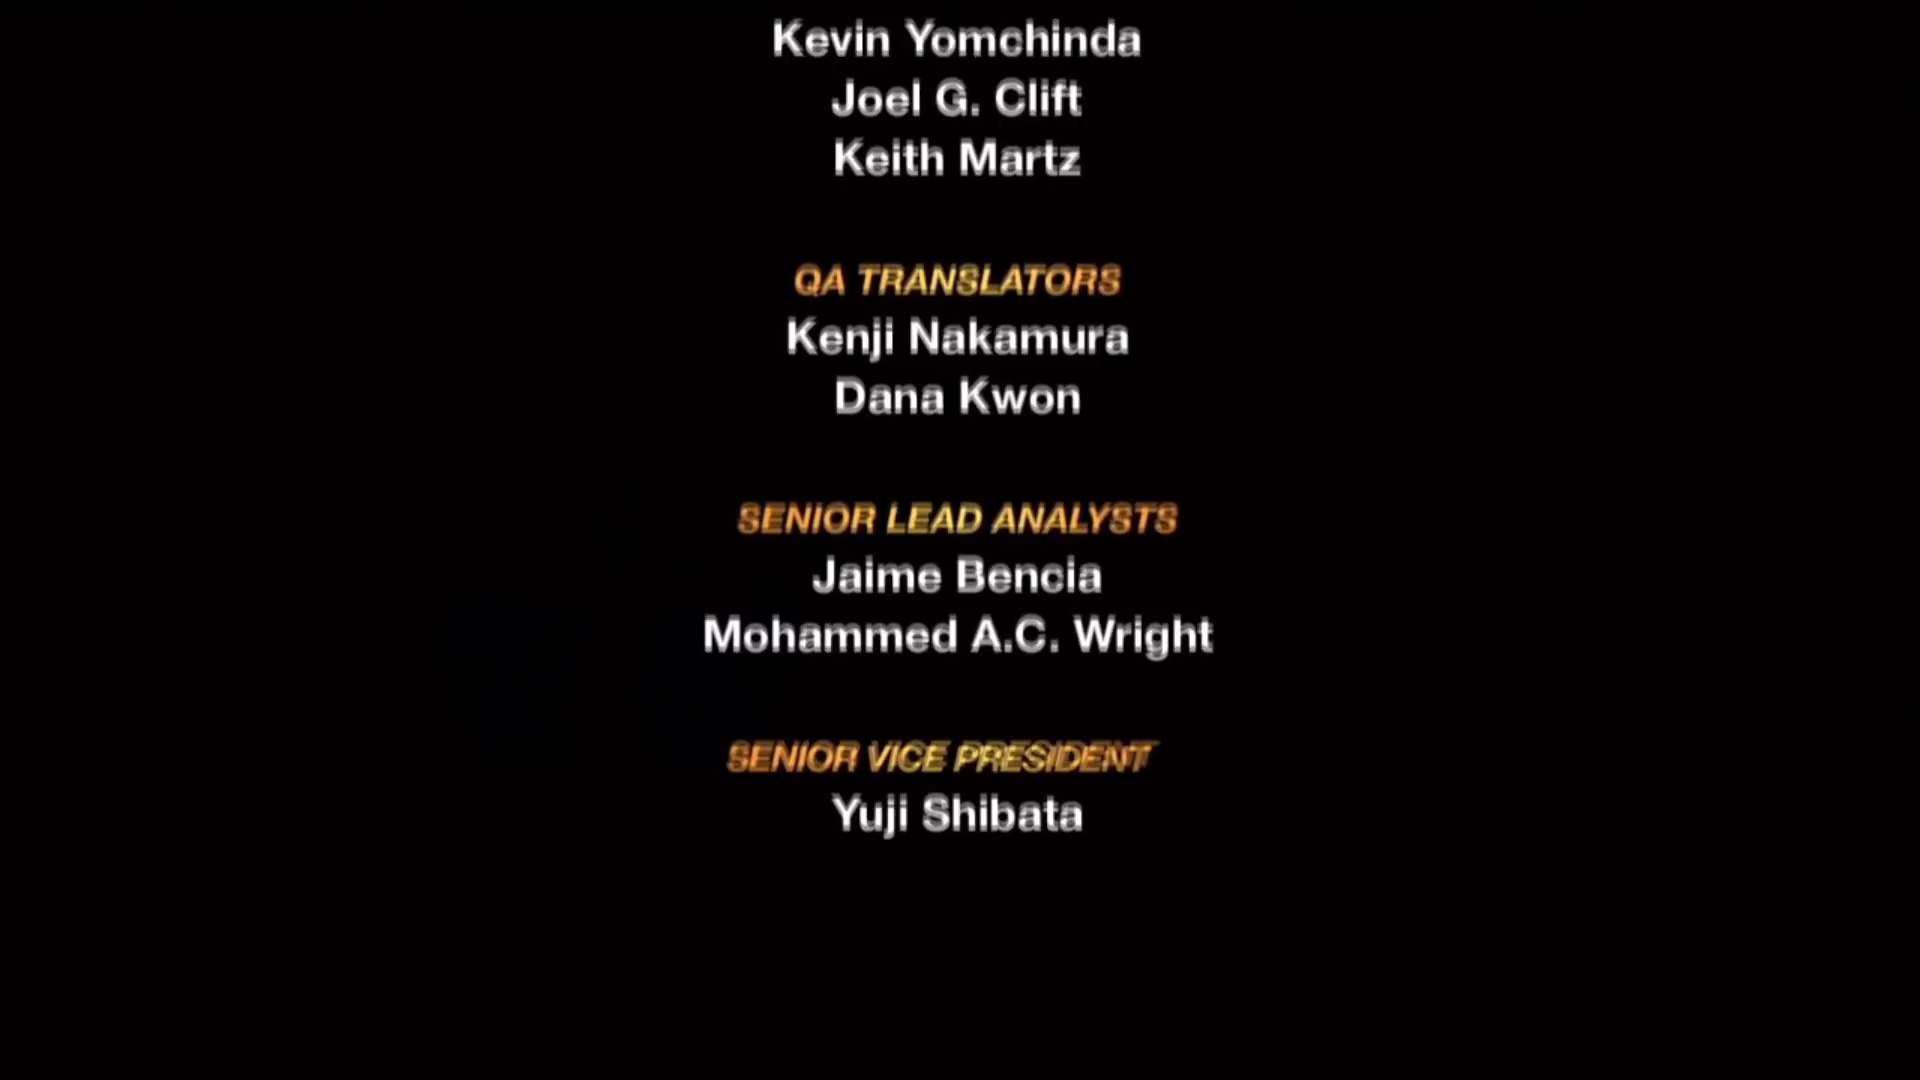 Kevin Yomchinda
Joel G. Clift
Keith Martz
QA TRANSLATORS
Kenji Nakamura
Dana Kwon
SENIOR LEAD ANALYSTS
Jaime Bencia
Mohammed A.C. Wright
SENIOR VICE PRESIDENT
Yuji Shibata